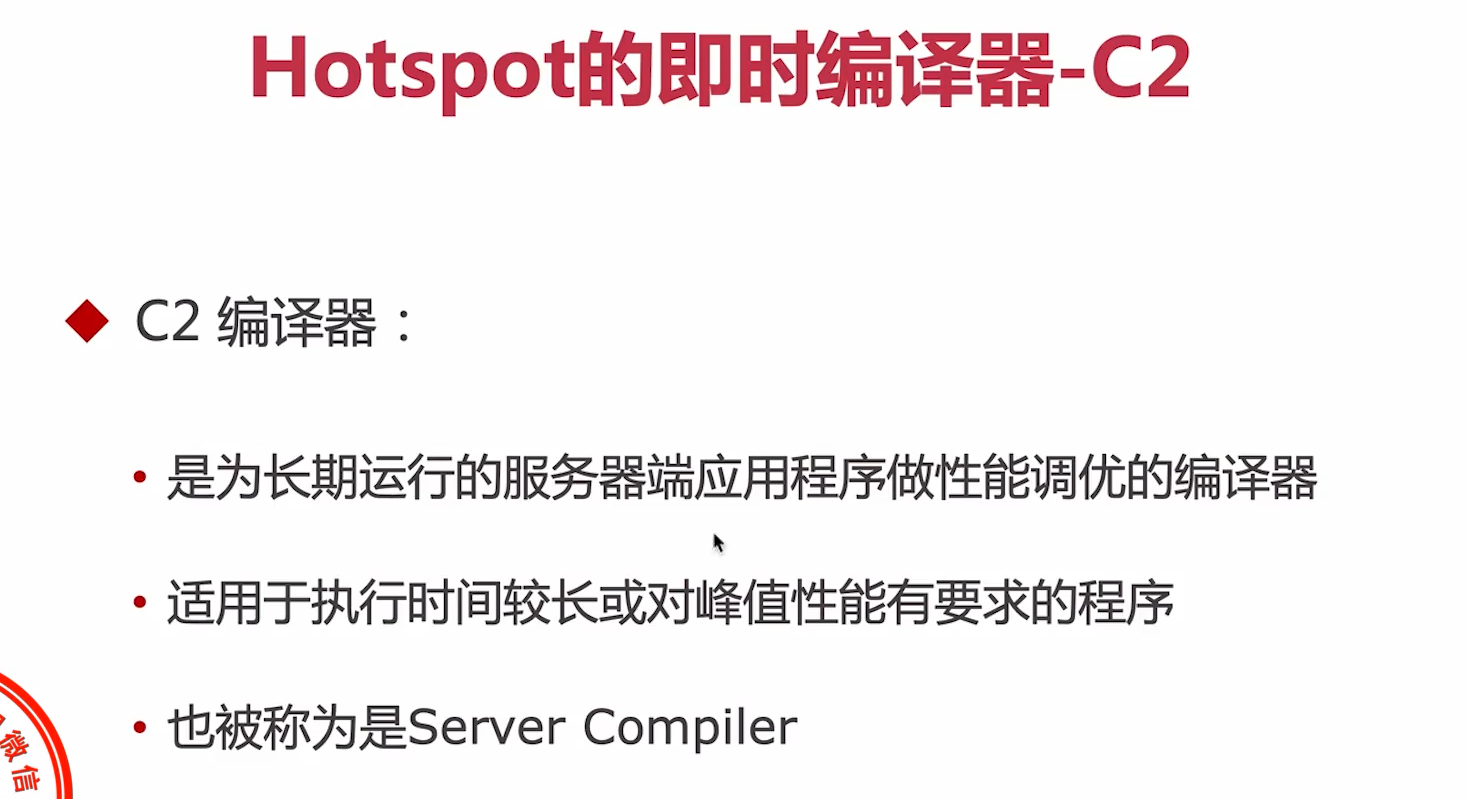 Hotspot的即时编译器-C2
C2 编译器：
是为长期运行的服务器端应用程序做性能调优的编译器
适用于执行时间较长或对峰值性能有要求的程序
也被称为是Server Compiler
微信